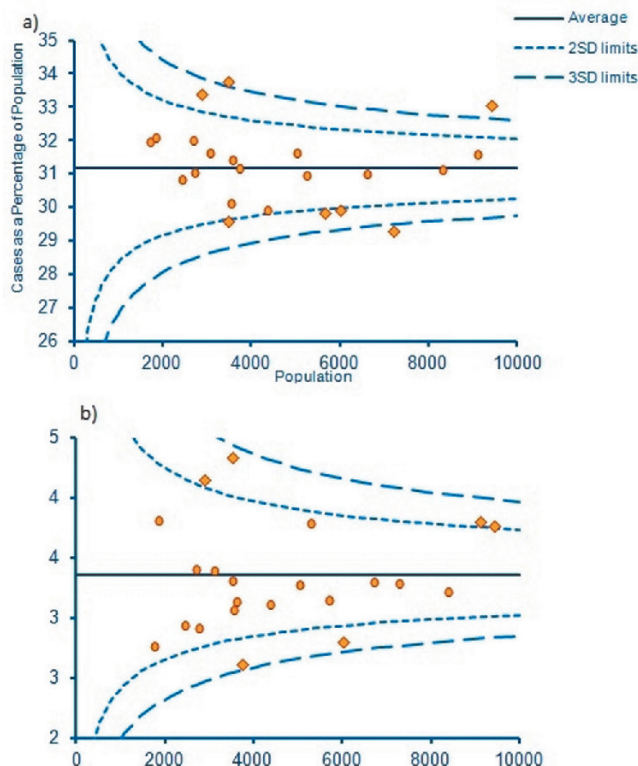 a)
Average
2SD limits
3SD limits
Cases as a Percentage of Population
35
34
33
32
31
30
29
28
27
26
0 2000 4000 6000 8000 10000
Population
b)
5
4
4
3
3
2
0 2000 4000 6000 8000 10000